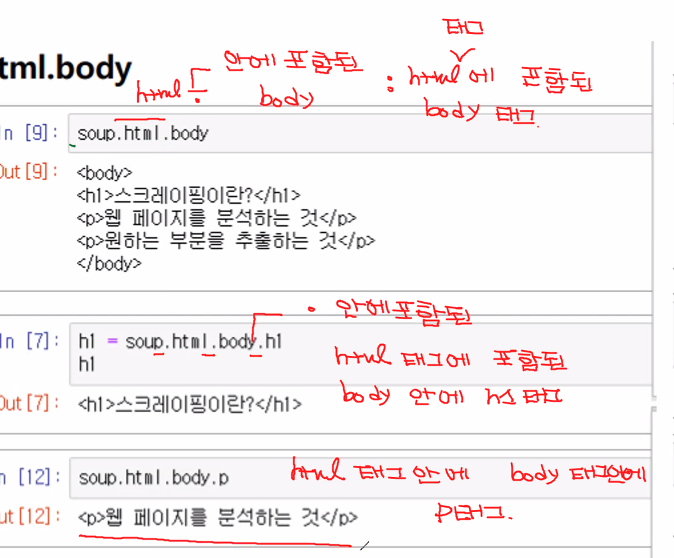 태그
안에 포함된
html에 포함된
html .
body
:
body 태그.
tml.body
In [9]: soup.html.body
Out[9]: <body>
<h1>스크레이핑이란?</h1>
<p>웹 페이지를 분석하는 것</p>
<p>원하는 부분을 추출하는 것</p>
</body>
. 안에포함된
In [7]: h1 = soup.html.body.h1
h1
html 태그에 포함된
body 안에
태그
Out[7]: <h1>스크레이핑이란?</h1>
n [12]: soup.html.body.p
html 태그 안에 body 태그안에
p태그.
ut[12]: <p>웹 페이지를 분석하는 것</p>